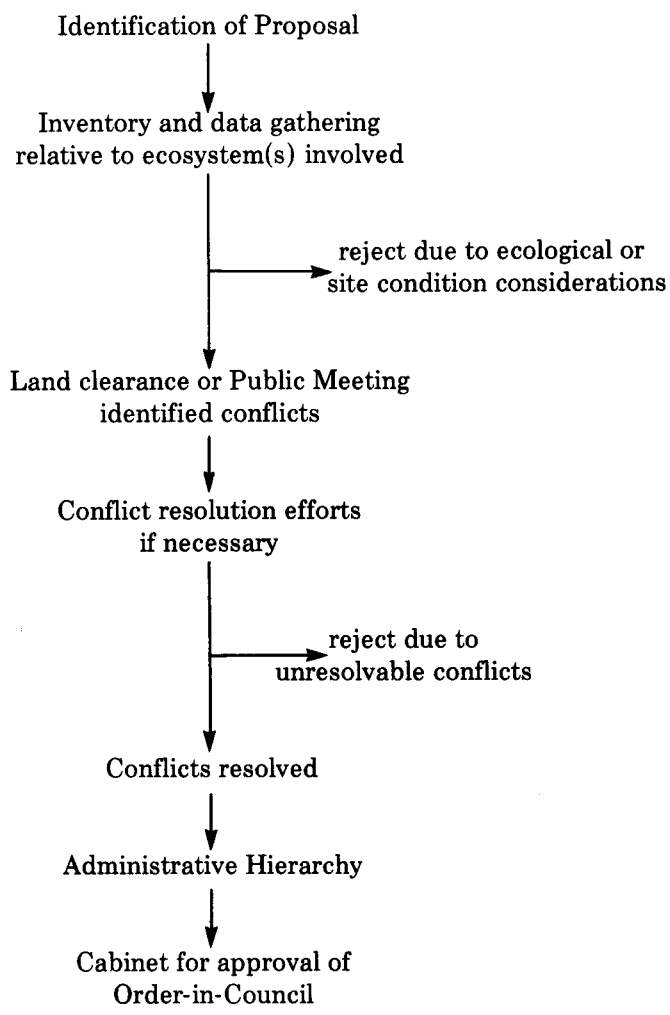 Identification of Proposal
Inventory and data gathering
relative to ecosystem(s) involved
reject due to ecological or
site condition considerations
Land clearance or Public Meeting
identified conflicts
Conflict resolution efforts
if necessary
reject due to
unresolvable conflicts
Conflicts resolved
Administrative Hierarchy
Cabinet for approval of
Order-in-Council